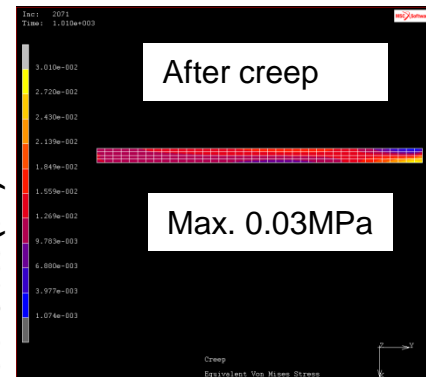 Inc: 2071
Time: 1.010e+003
MSC Software
After creep
3.010e-002
2.720e-002
2.430e-002
2.139e-002
1.849e-002
1.559e-002
1.269e-002
9.783e-003
6.880e-003
3.977e-003
1.074e-003
Max. 0.03MPa
Creep
Equivalent Von Mises Stress
Z
Y